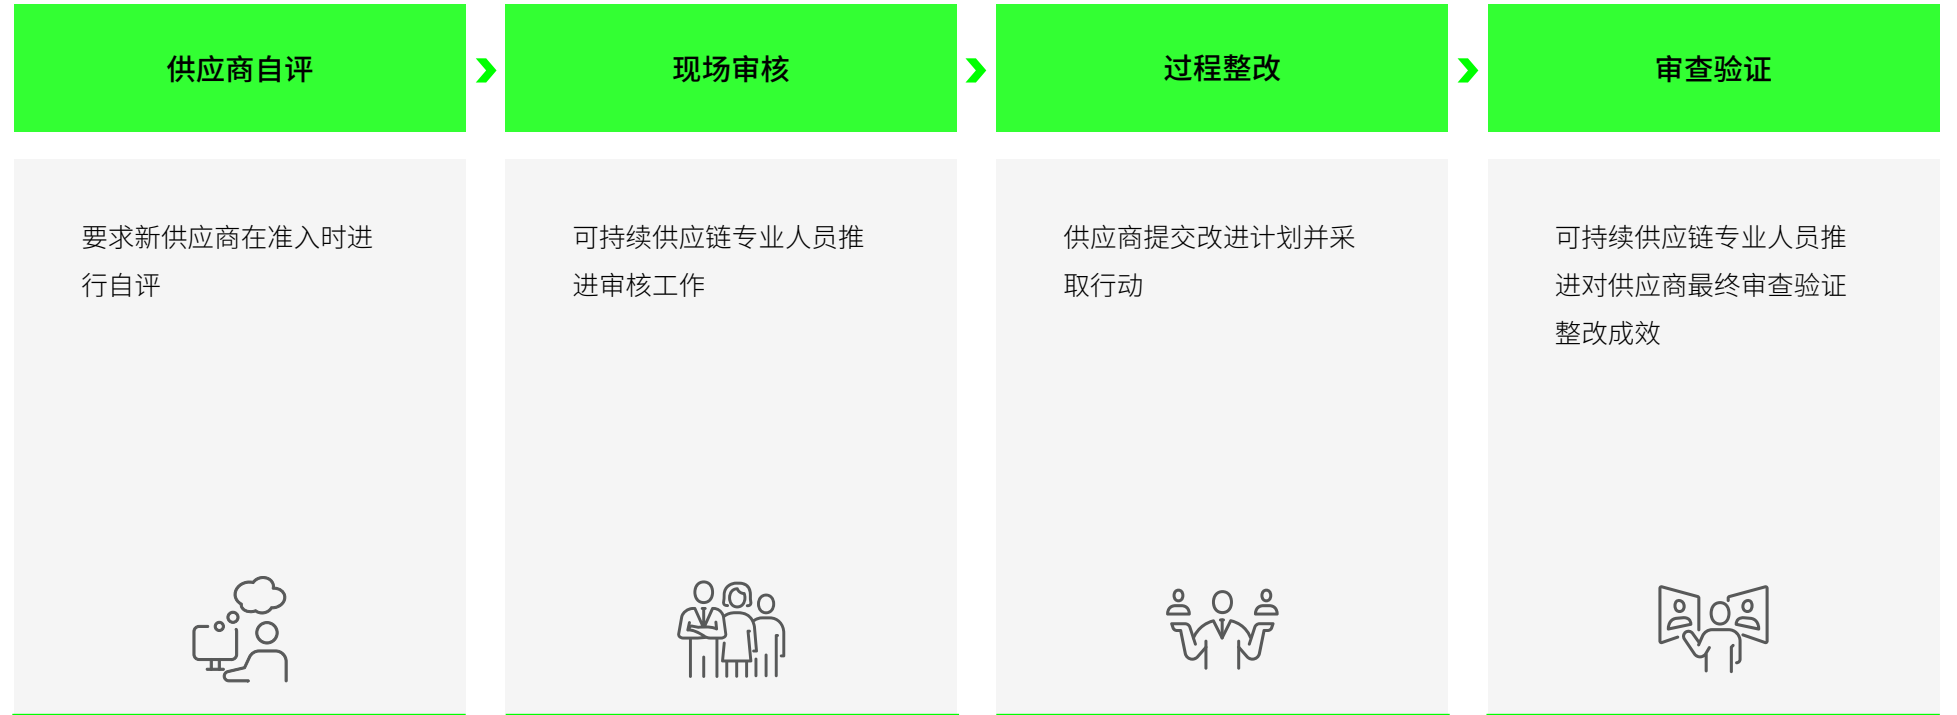 供应商自评
现场审核
过程整改
审查验证
要求新供应商在准入时进
行自评
可持续供应链专业人员推
进审核工作
供应商提交改进计划并采
取行动
可持续供应链专业人员推
进对供应商最终审查验证
整改成效